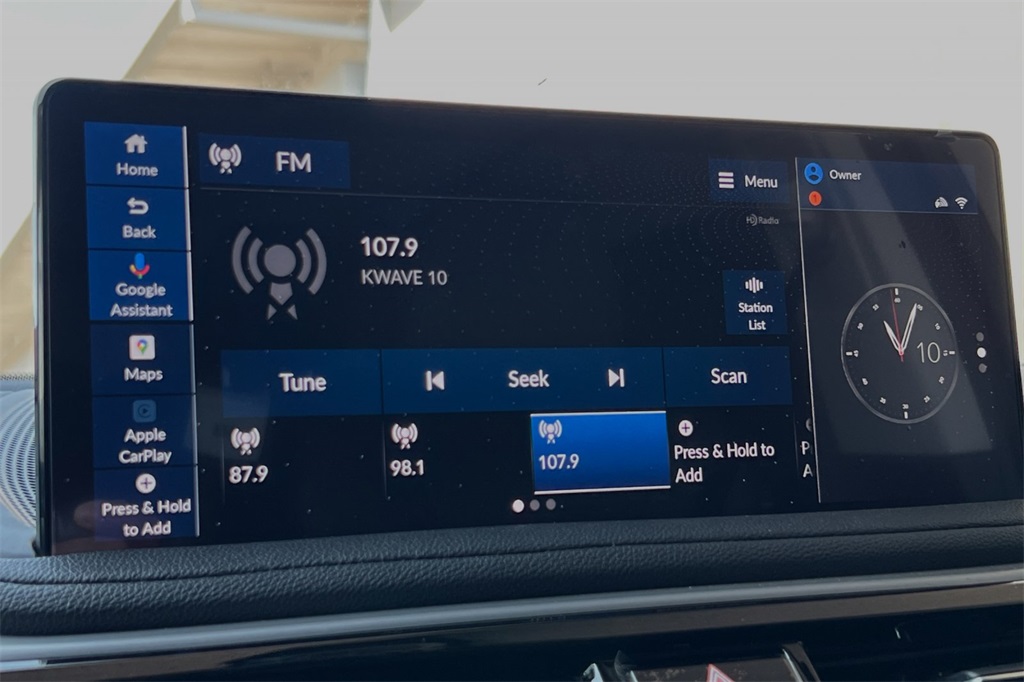 Home
FM
Menu
Owner
Back
HD Radio
107.9
KWAVE 10
Google
Assistant
Station
List
10
Maps
Tune
Seek
Scan
Apple
CarPlay
87.9
98.1
107.9
Press & Hold to
Add
P
A
Press & Hold
to Add